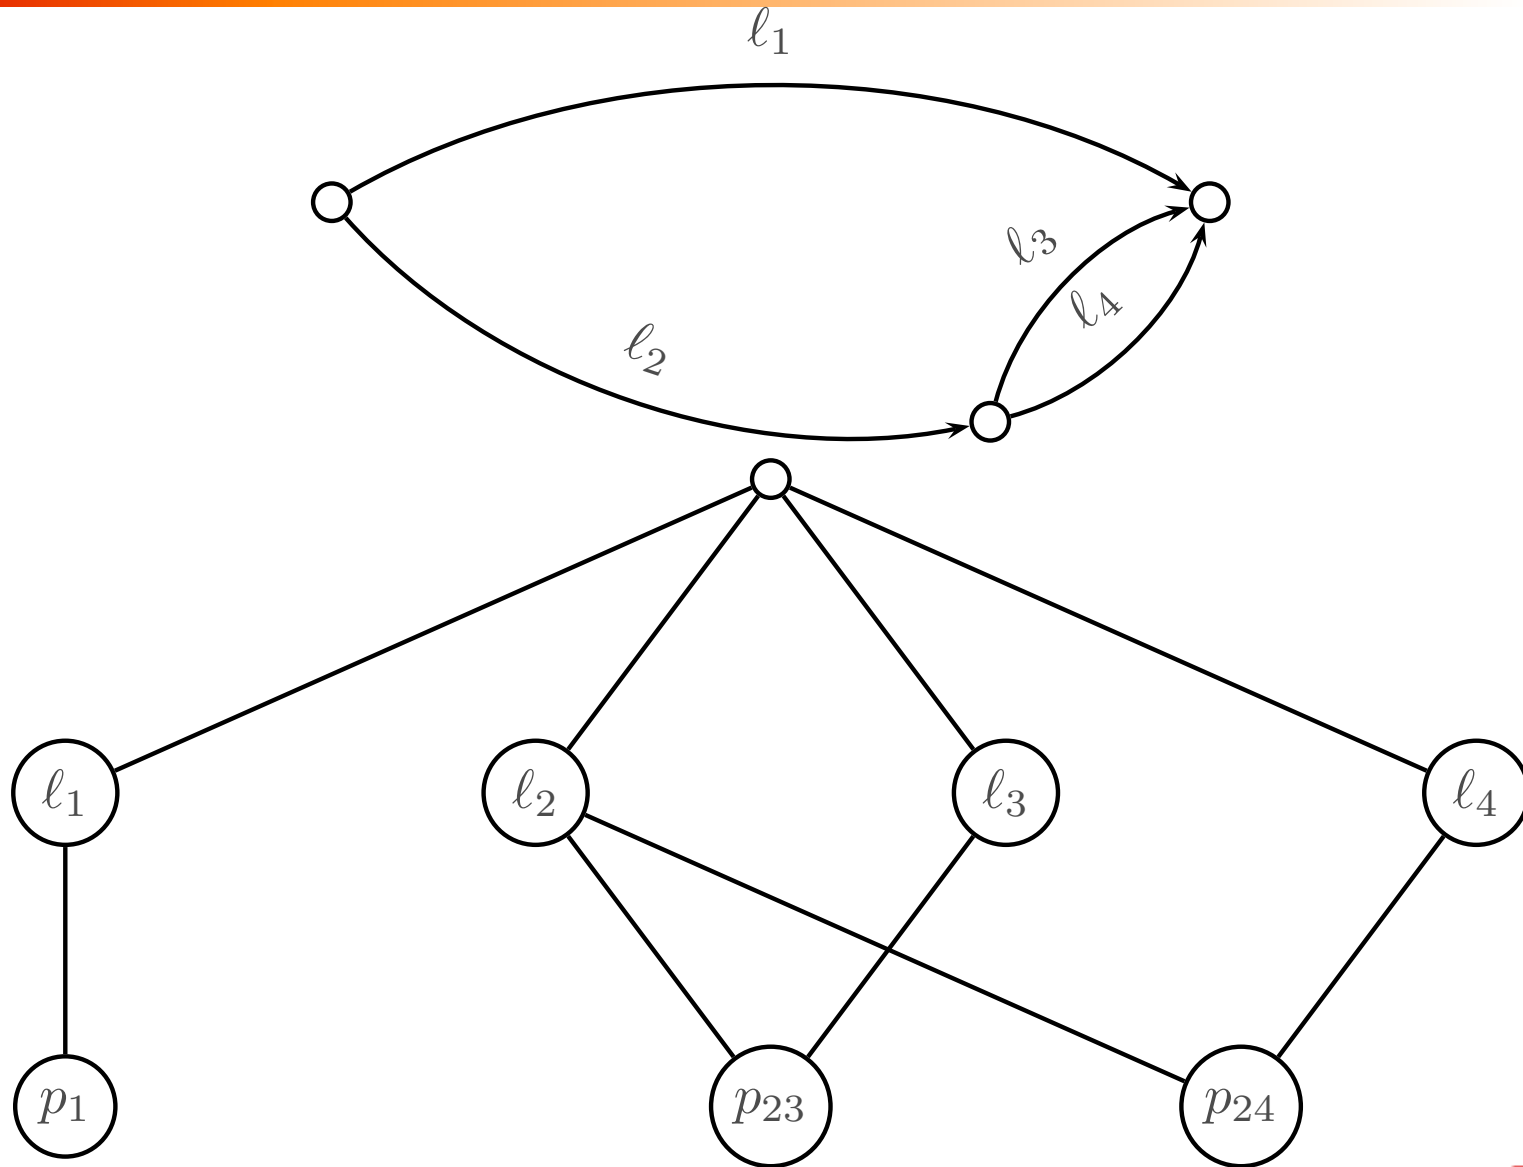 ℓ₁
ℓ₃
ℓ₄
ℓ₂
ℓ₁ ℓ₂ ℓ₃ ℓ₄
p₁ p₂₃ p₂₄